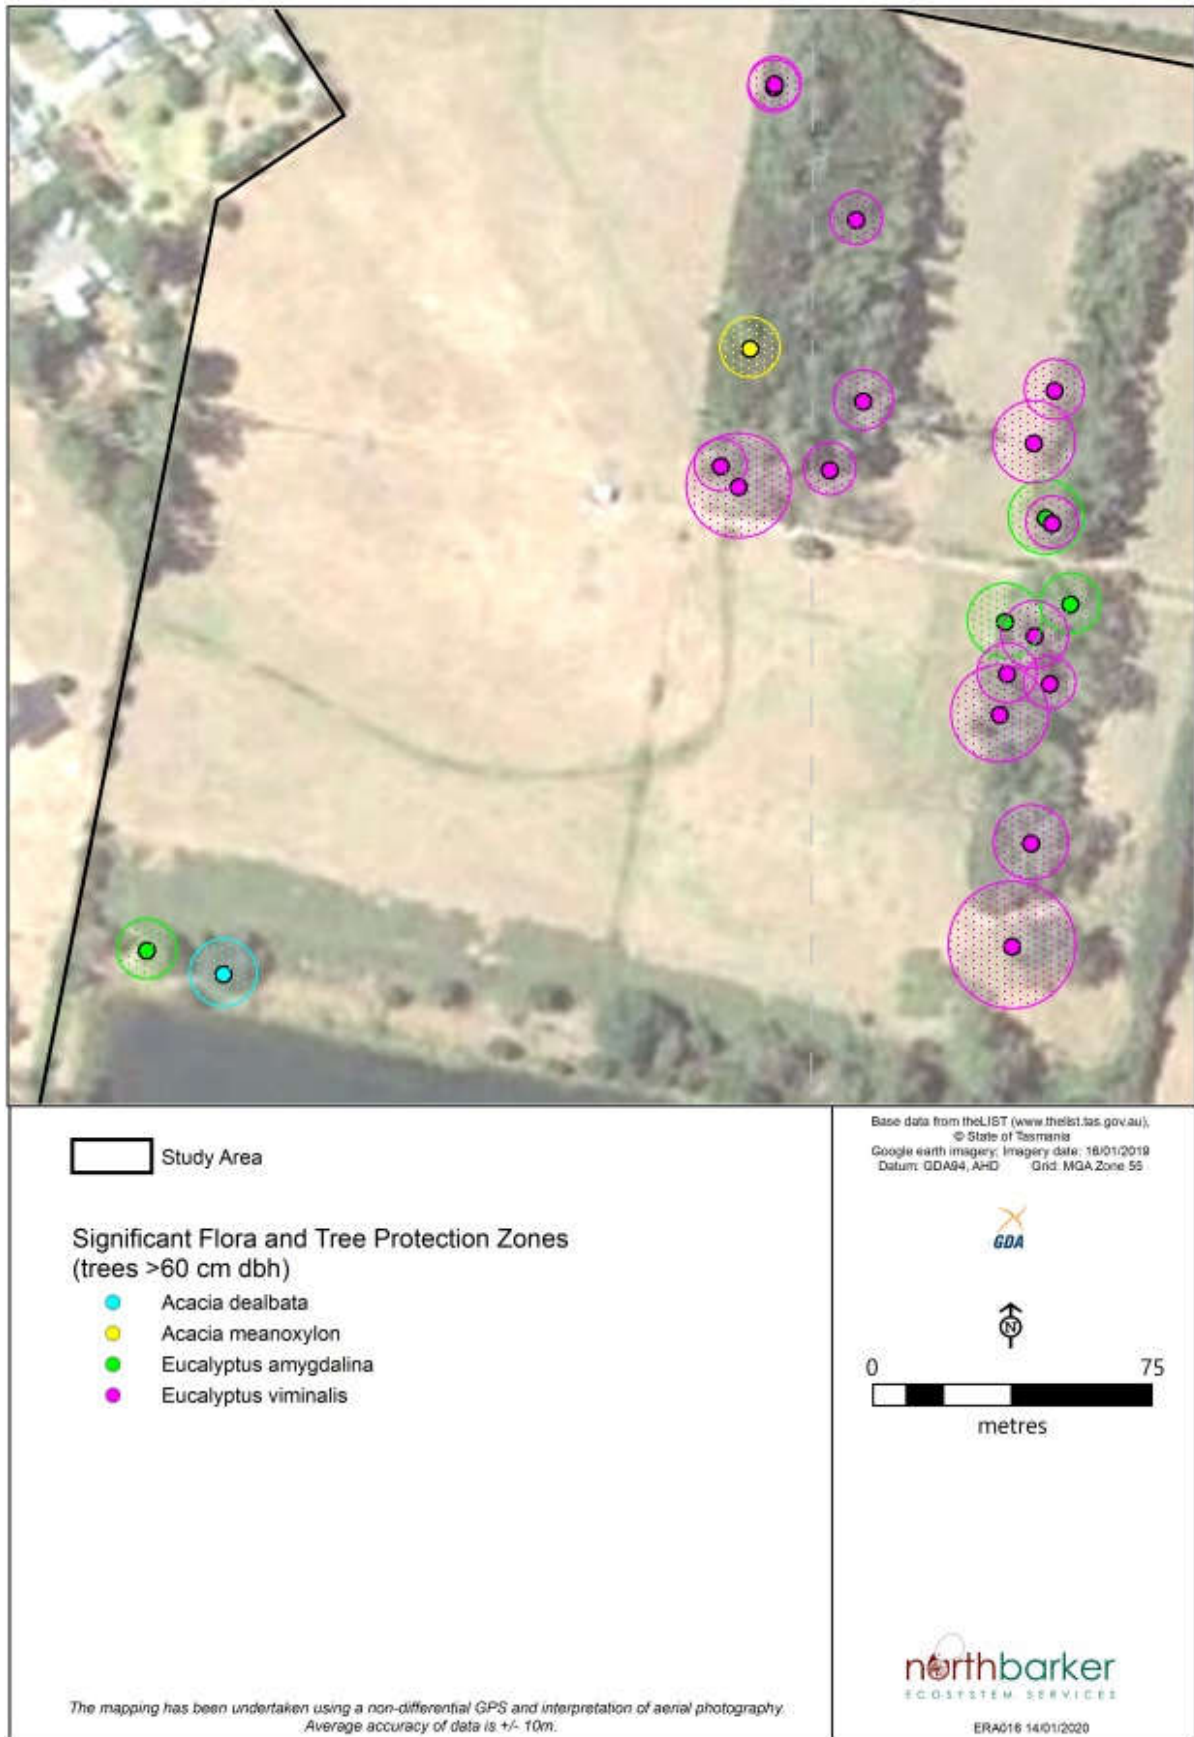 Study Area
Significant Flora and Tree Protection Zones
(trees >60 cm dbh)
Acacia dealbata
Acacia meanoxylon
Eucalyptus amygdalina
Eucalyptus viminalis
The mapping has been undertaken using a non-differential GPS and interpretation of aerial photography.
Average accuracy of data is +/- 10m.
Base data from theLIST (www.thelist.tas.gov.au),
© State of Tasmania
Google earth imagery; Imagery date: 16/01/2019
Datum: GDA94, AHD Grid: MGA Zone 55
GDA
N
0 75
metres
northbarker
ECOSYSTEM SERVICES
ERA016 14/01/2020